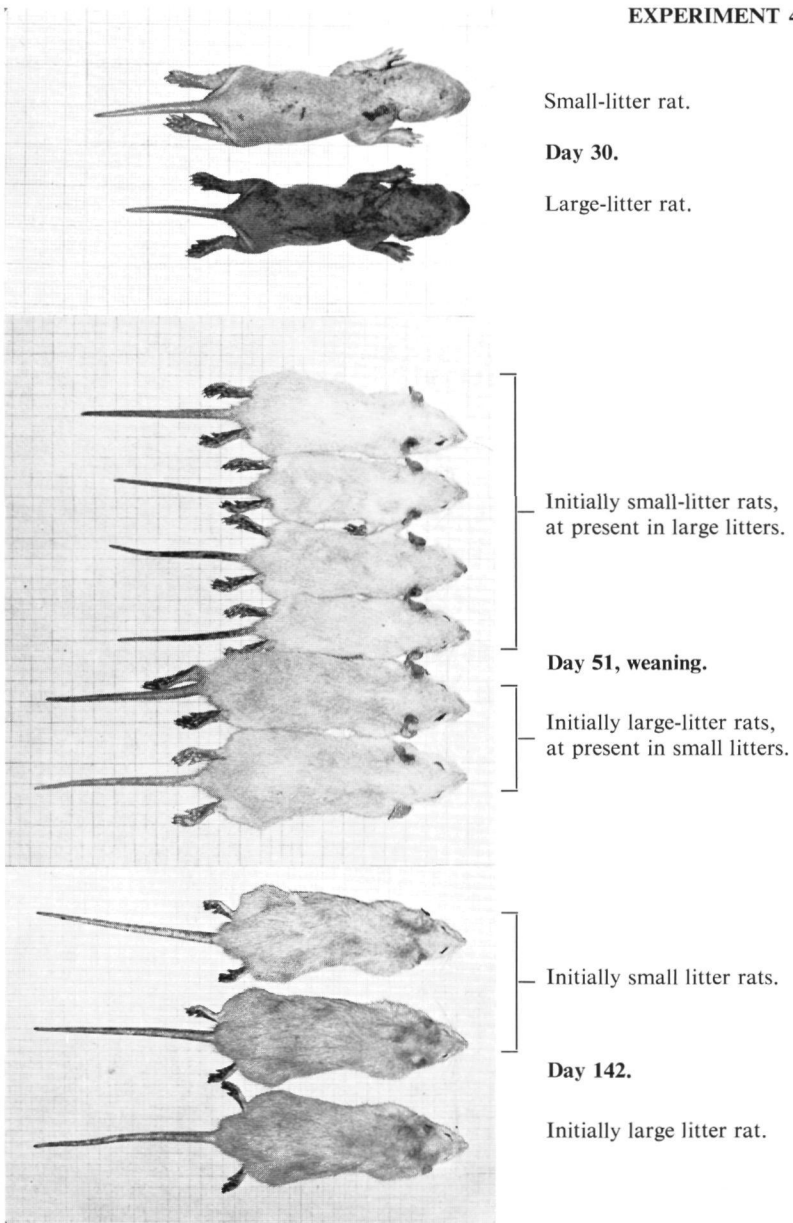 EXPERIMENT 4
Small-litter rat.
Day 30.
Large-litter rat.
Initially small-litter rats,
at present in large litters.
Day 51, weaning.
Initially large-litter rats,
at present in small litters.
Initially small litter rats.
Day 142.
Initially large litter rat.